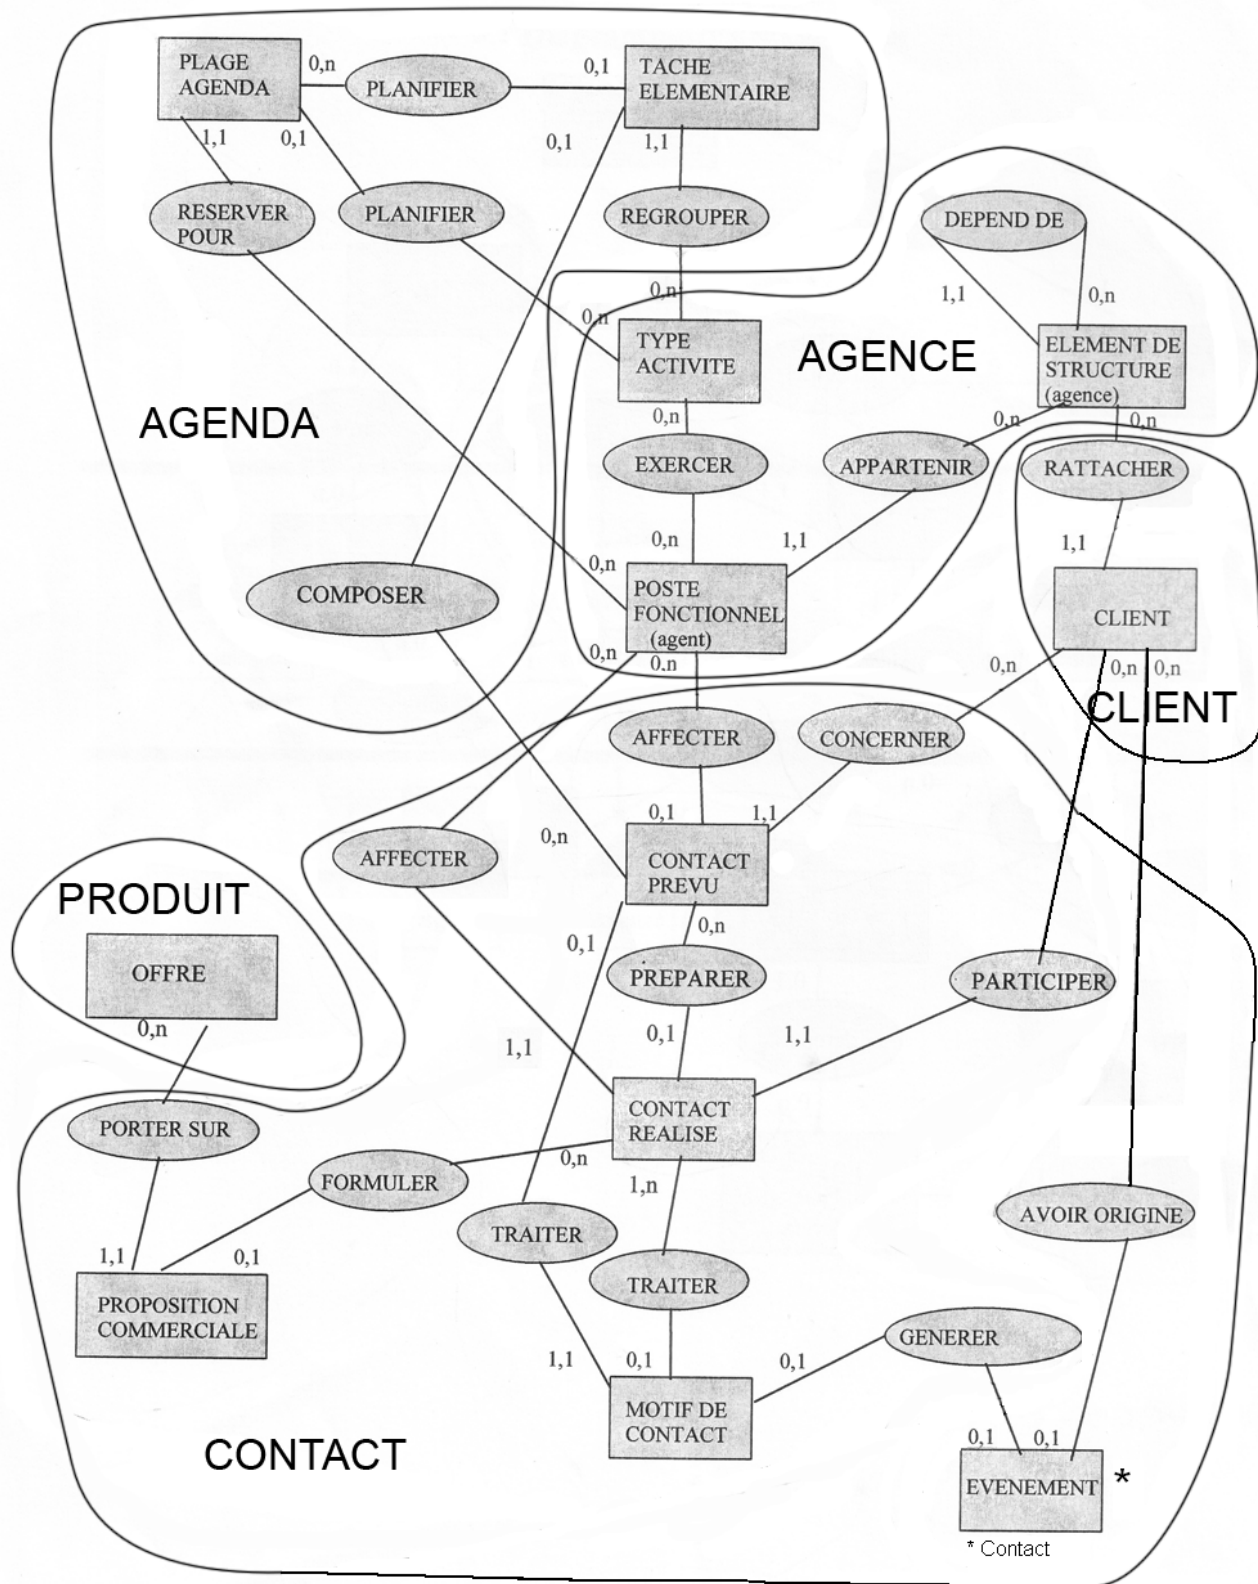 PLAGE
AGENDA
0,n
PLANIFIER
0,1
TACHE
ELEMENTAIRE
1,1
0,1
0,1
1,1
RESERVER
POUR
PLANIFIER
REGROUPER
DEPEND DE
1,1
0,n
0,n
0,n
TYPE
ACTIVITE
AGENCE
ELEMENT DE
STRUCTURE
(agence)
AGENDA
0,n
0,n
0,n
EXERCER
APPARTENIR
RATTACHER
0,n
1,1
1,1
0,n
COMPOSER
POSTE
FONCTIONNEL
(agent)
CLIENT
0,n
0,n
0,n
0,n
0,n
CLIENT
AFFECTER
CONCERNER
0,1
1,1
0,n
AFFECTER
CONTACT
PREVU
PRODUIT
0,n
0,1
OFFRE
PREPARER
PARTICIPER
0,n
0,1
1,1
1,1
CONTACT
REALISE
PORTER SUR
0,n
FORMULER
1,n
AVOIR ORIGINE
TRAITER
1,1
0,1
TRAITER
PROPOSITION
COMMERCIALE
GENERER
1,1
0,1
0,1
MOTIF DE
CONTACT
CONTACT
0,1
0,1
EVENEMENT
*
* Contact